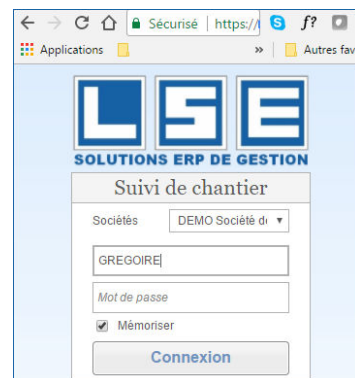 Sécurisé | https://
f?
Applications
»
Autres fav
LSE
SOLUTIONS ERP DE GESTION
Suivi de chantier
Sociétés DEMO Société de
GREGOIRE
Mot de passe
Mémoriser
Connexion